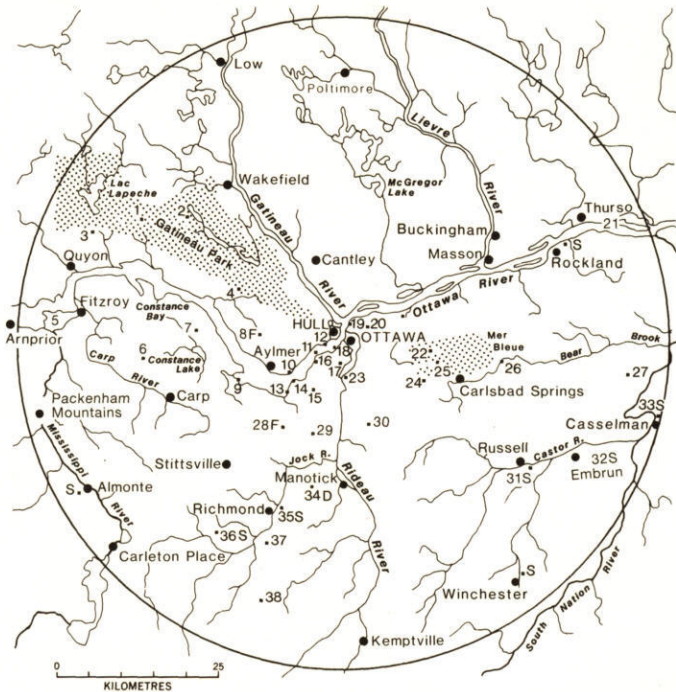 Low
Poltimore
Lievre
River
Lac
Lapeche
Wakefield
McGregor
Lake
1
2
3
Gatineau Park
Gatineau
River
Buckingham
Masson
Thurso
21
S
Rockland
Quyon
Cantley
4
Ottawa
River
Fitzroy
5
Constance
Bay
7
8F
HULL
19
20
12
OTTAWA
Arnprior
6
Constance
Lake
Carp
River
Aylmer
10
11
16
18
17
23
9
13
14
15
22
Mer
Bleue
Bear
Brook
24
25
26
27
Carlsbad Springs
Packenham
Mountains
Carp
28F
29
30
33S
Casselman
Mississippi
River
Stittsville
Jock R.
Rideau
River
Manotick
34D
Russell
Castor R.
31S
32S
Embrun
S
Almonte
Richmond
35S
36S
37
Carleton Place
38
S
Winchester
South Nation River
Kemptville
0 25
KILOMETRES